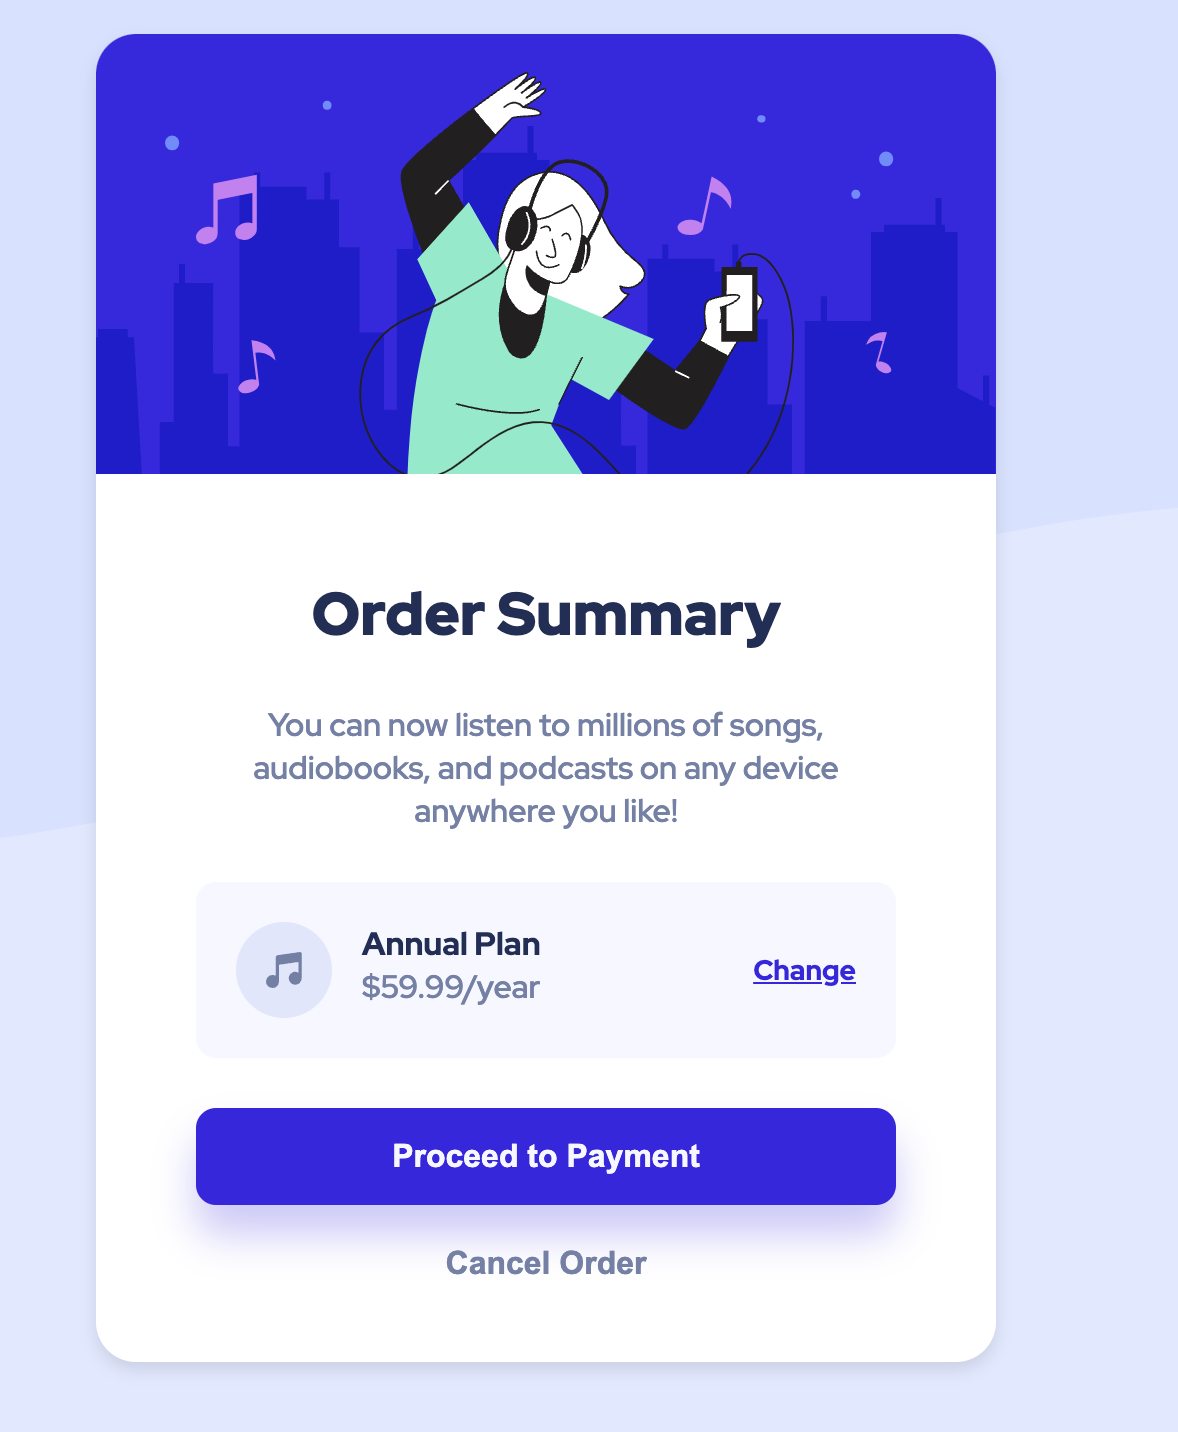 Order Summary
You can now listen to millions of songs,
audiobooks, and podcasts on any device
anywhere you like!
Annual Plan
$59.99/year
Change
Proceed to Payment
Cancel Order